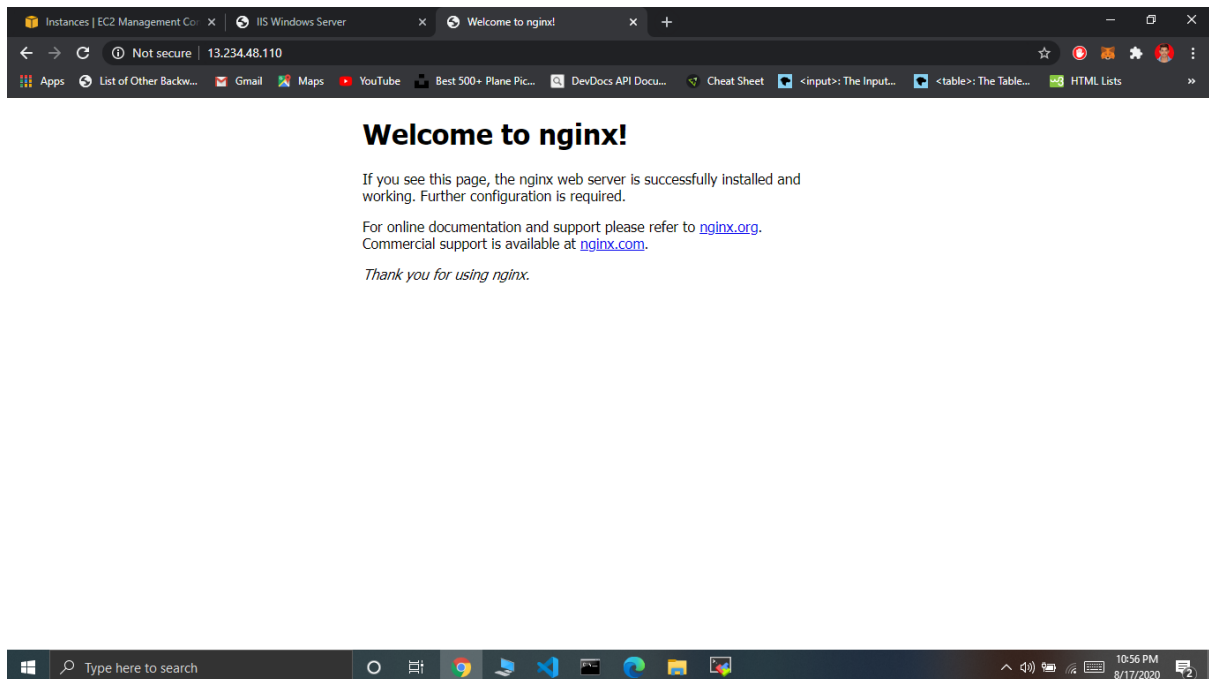 Instances | EC2 Management Cor
IIS Windows Server
Welcome to nginx!
Not secure | 13.234.48.110
Apps List of Other Backw... Gmail Maps YouTube Best 500+ Plane Pic... DevDocs API Docu... Cheat Sheet <input>: The Input... <table>: The Table... HTML Lists »
Welcome to nginx!
If you see this page, the nginx web server is successfully installed and
working. Further configuration is required.
For online documentation and support please refer to nginx.org.
Commercial support is available at nginx.com.
Thank you for using nginx.
Type here to search
10:56 PM
8/17/2020
2